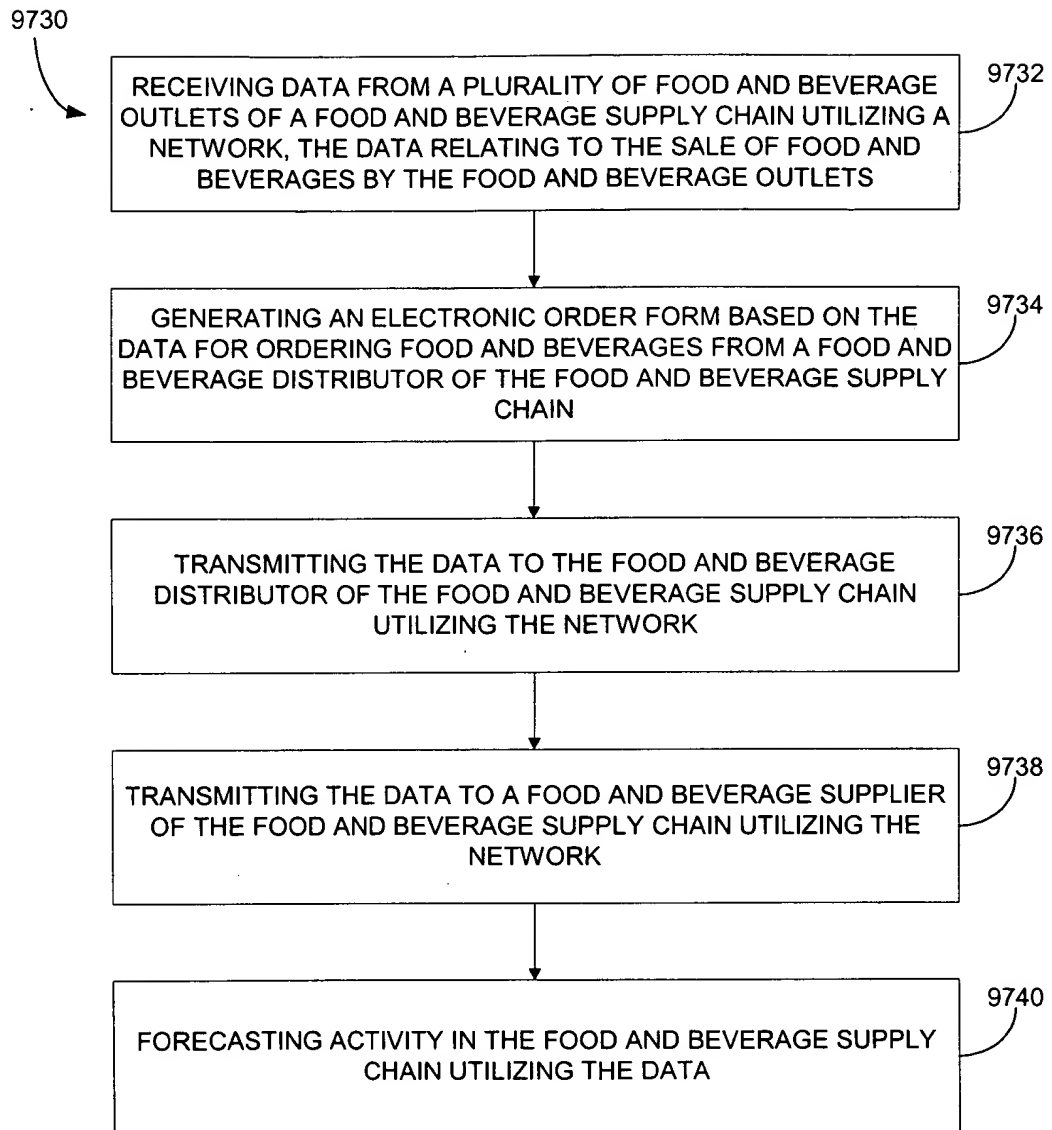 9730
9732
RECEIVING DATA FROM A PLURALITY OF FOOD AND BEVERAGE
OUTLETS OF A FOOD AND BEVERAGE SUPPLY CHAIN UTILIZING A
NETWORK, THE DATA RELATING TO THE SALE OF FOOD AND
BEVERAGES BY THE FOOD AND BEVERAGE OUTLETS
9734
GENERATING AN ELECTRONIC ORDER FORM BASED ON THE
DATA FOR ORDERING FOOD AND BEVERAGES FROM A FOOD AND
BEVERAGE DISTRIBUTOR OF THE FOOD AND BEVERAGE SUPPLY
CHAIN
9736
TRANSMITTING THE DATA TO THE FOOD AND BEVERAGE
DISTRIBUTOR OF THE FOOD AND BEVERAGE SUPPLY CHAIN
UTILIZING THE NETWORK
9738
TRANSMITTING THE DATA TO A FOOD AND BEVERAGE SUPPLIER
OF THE FOOD AND BEVERAGE SUPPLY CHAIN UTILIZING THE
NETWORK
9740
FORECASTING ACTIVITY IN THE FOOD AND BEVERAGE SUPPLY
CHAIN UTILIZING THE DATA